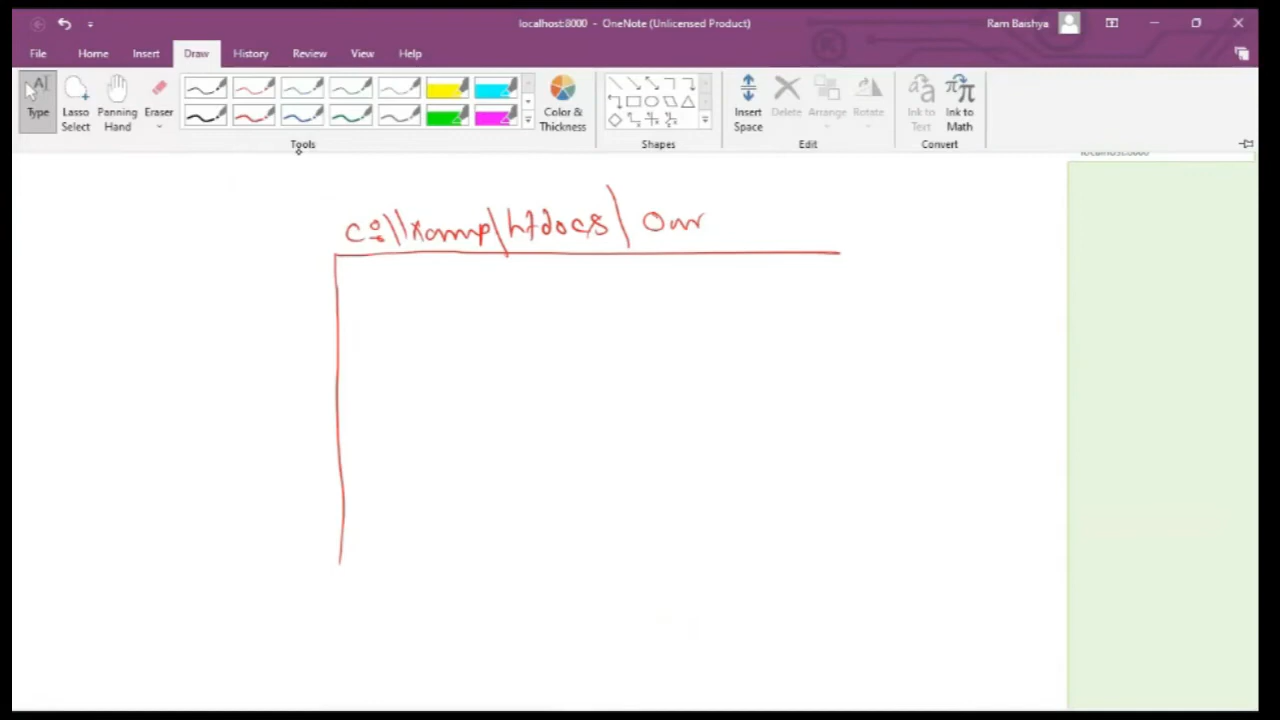 localhost:8000 - OneNote (Unlicensed Product)
Ram Baishya
File Home Insert Draw History Review View Help
Type
Lasso Select
Panning Hand
Eraser
Color & Thickness
Insert Space
Delete
Arrange
Rotate
Ink to Text
Ink to Math
Tools
Shapes
Edit
Convert
localhost:8000
c:\\xamp\htdocs\ Our